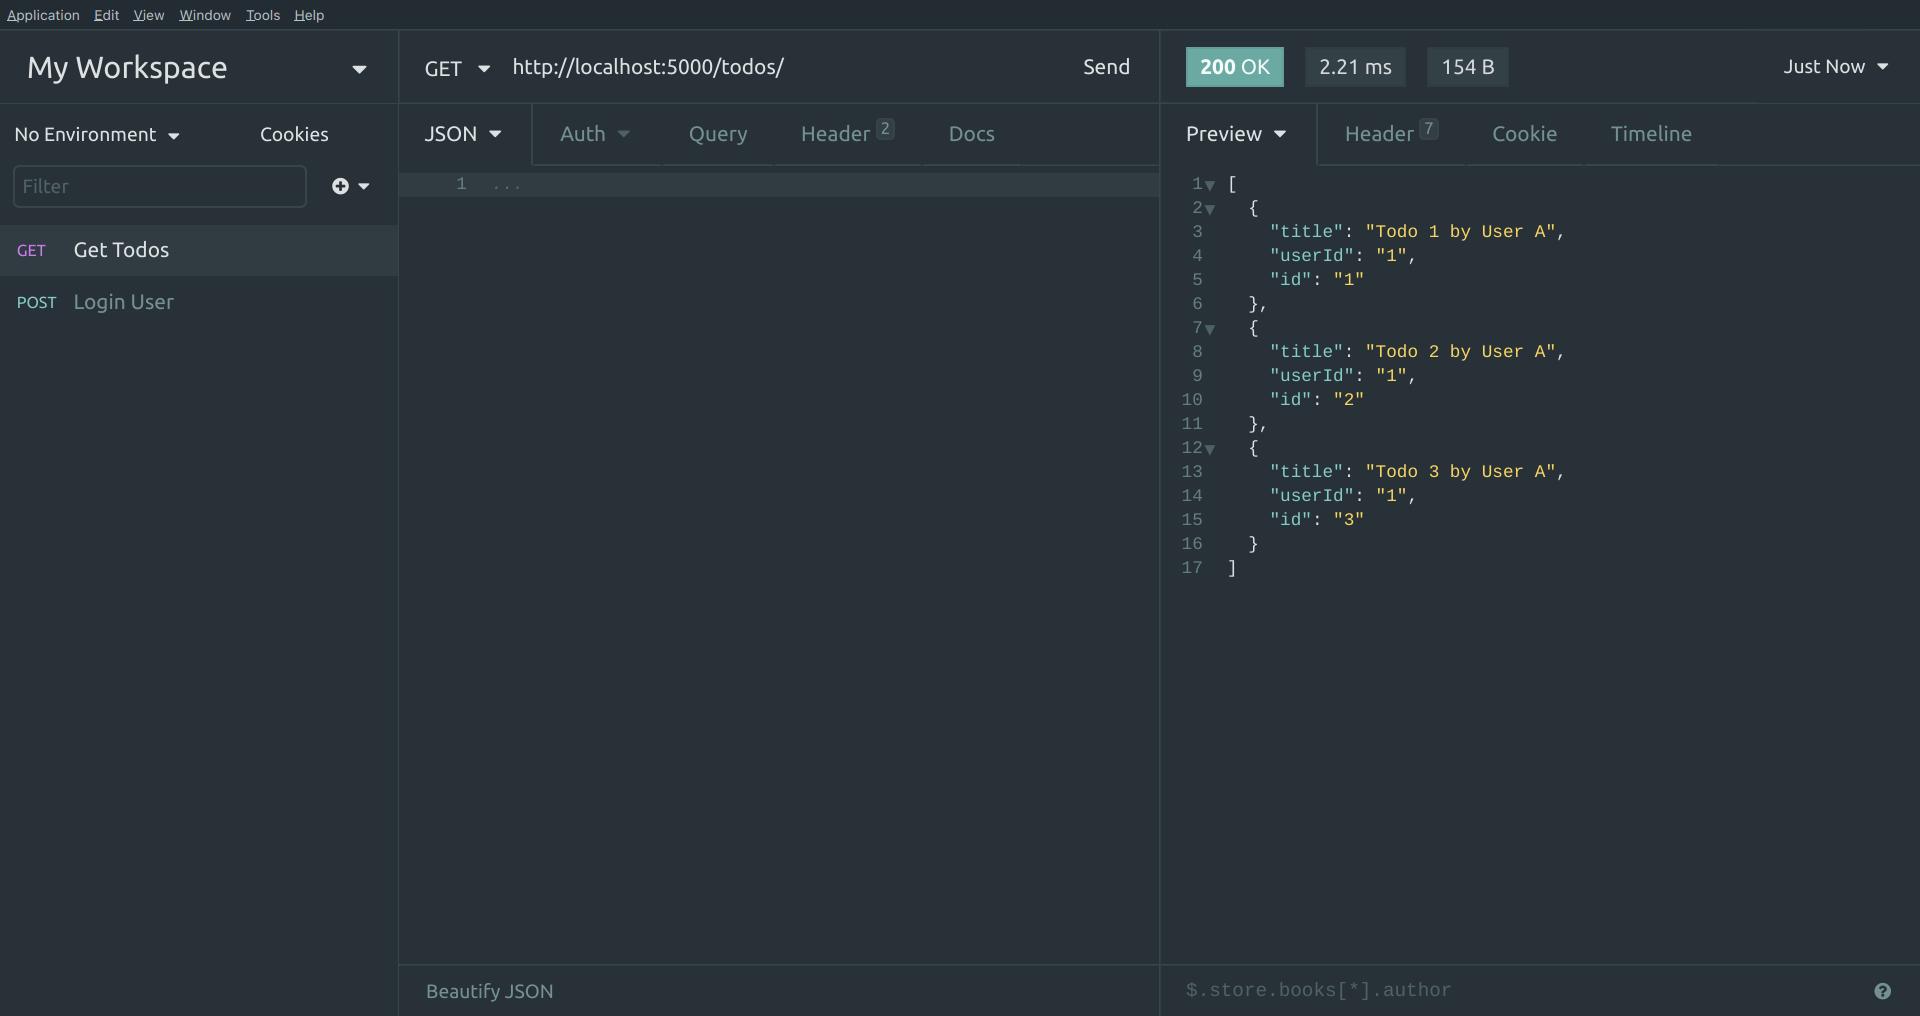 Application Edit View Window Tools Help
My Workspace
No Environment Cookies
Filter
GET Get Todos
POST Login User
GET http://localhost:5000/todos/ Send
JSON Auth Query Header 2 Docs
1 ...
Beautify JSON
200 OK 2.21 ms 154 B Just Now
Preview Header 7 Cookie Timeline
1 [
2 {
3 "title": "Todo 1 by User A",
4 "userId": "1",
5 "id": "1"
6 },
7 {
8 "title": "Todo 2 by User A",
9 "userId": "1",
10 "id": "2"
11 },
12 {
13 "title": "Todo 3 by User A",
14 "userId": "1",
15 "id": "3"
16 }
17 ]
$.store.books[*].author